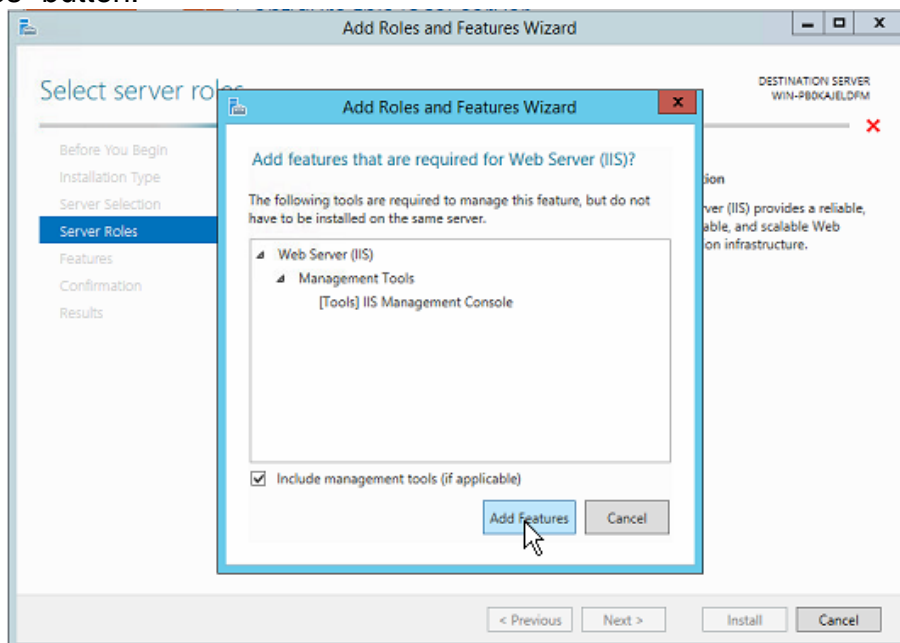 button.
Add Roles and Features Wizard
Select server roles
DESTINATION SERVER
WIN-PB0KAJELDFM
Before You Begin
Installation Type
Server Selection
Server Roles
Features
Confirmation
Results
Add Roles and Features Wizard
Add features that are required for Web Server (IIS)?
The following tools are required to manage this feature, but do not
have to be installed on the same server.
Web Server (IIS)
Management Tools
[Tools] IIS Management Console
Include management tools (if applicable)
Add Features
Cancel
tion
rver (IIS) provides a reliable,
able, and scalable Web
on infrastructure.
< Previous
Next >
Install
Cancel